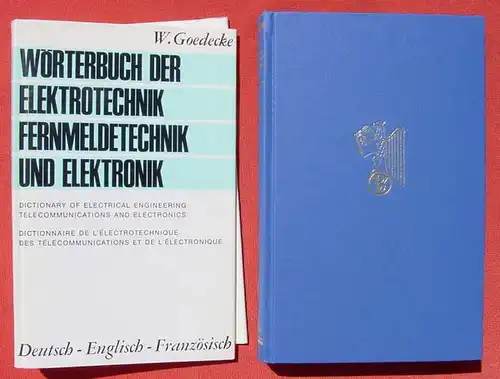 W. Goedecke
WÖRTERBUCH DER
ELEKTROTECHNIK
FERNMELDETECHNIK
UND ELEKTRONIK
DICTIONARY OF ELECTRICAL ENGINEERING
TELECOMMUNICATIONS AND ELECTRONICS
DICTIONNAIRE DE L'ÉLECTROTECHNIQUE
DES TÉLÉCOMMUNICATIONS ET DE L'ÉLECTRONIQUE
Deutsch - Englisch - Französisch